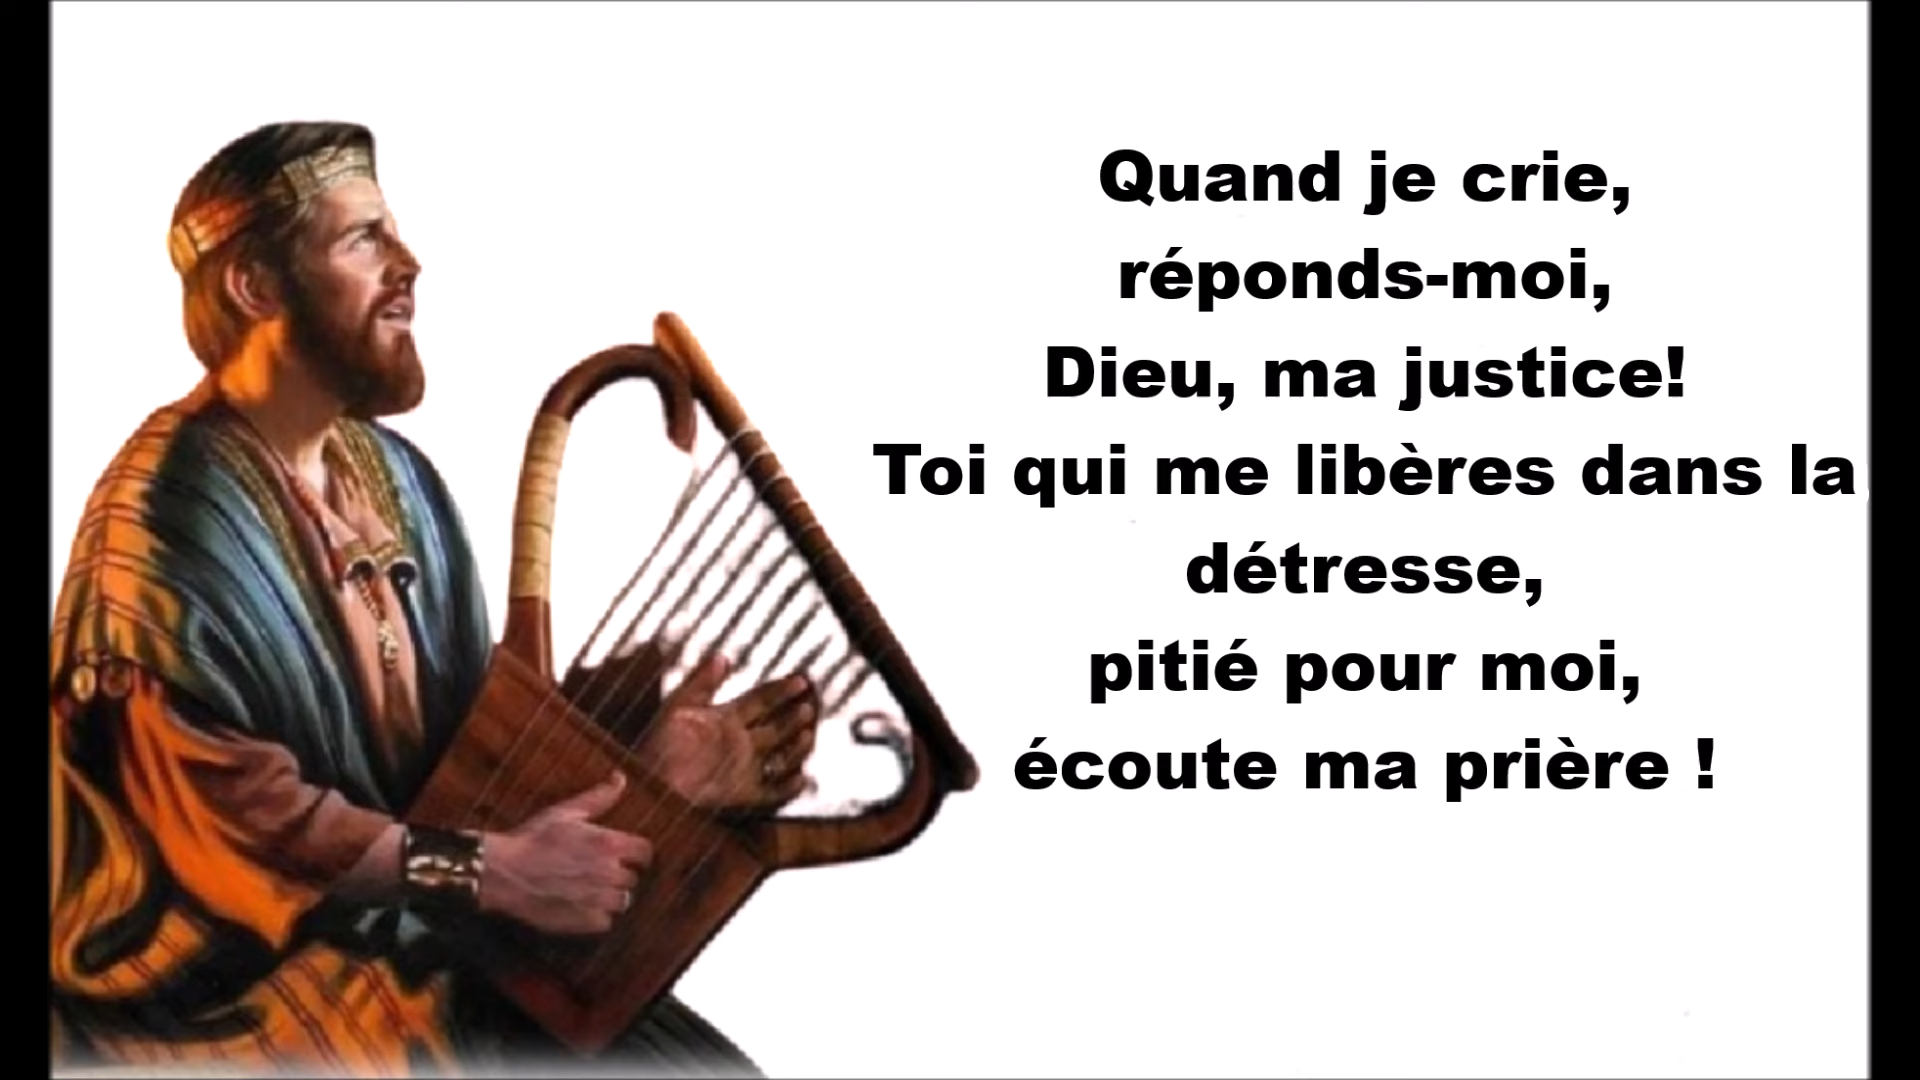 Quand je crie,
réponds-moi,
Dieu, ma justice!
Toi qui me libères dans la
détresse,
pitié pour moi,
écoute ma prière !